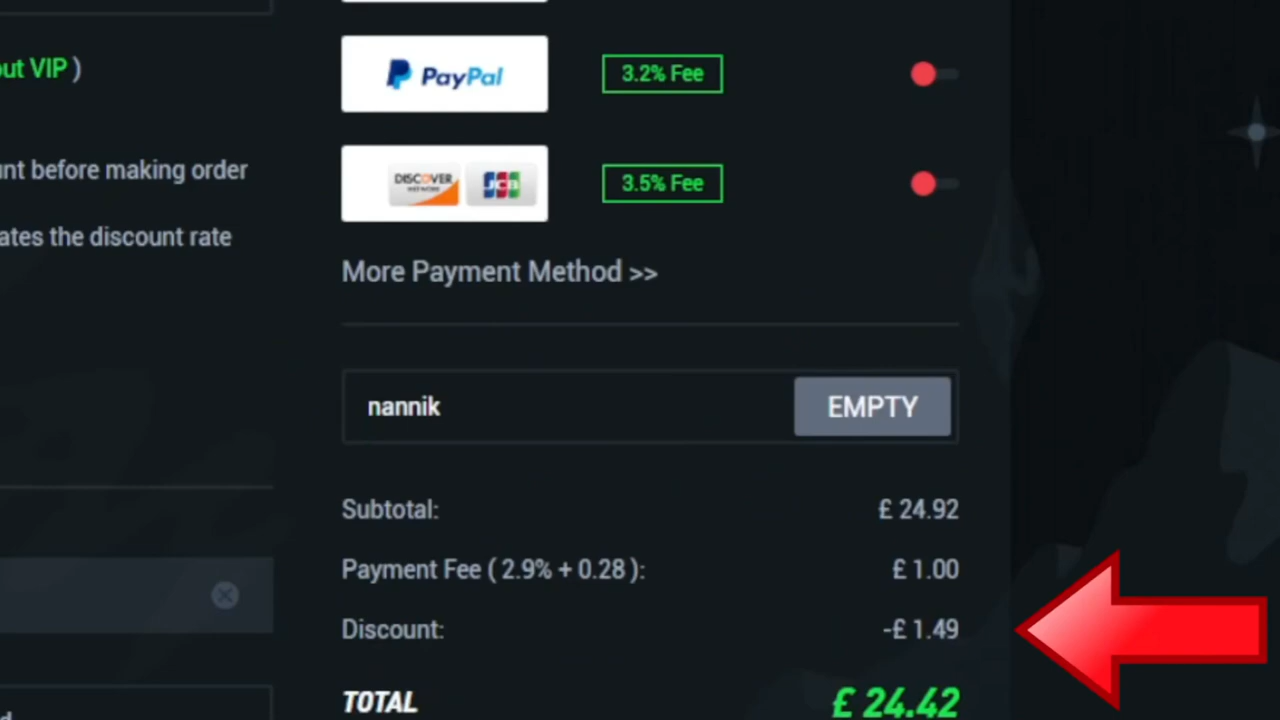 PayPal
3.2% Fee
out VIP )
DISCOVER
NETWORK
JCB
3.5% Fee
unt before making order
ates the discount rate
More Payment Method >>
nannik
EMPTY
Subtotal:
£ 24.92
Payment Fee ( 2.9% + 0.28 ):
£ 1.00
Discount:
-£ 1.49
TOTAL
£ 24.42